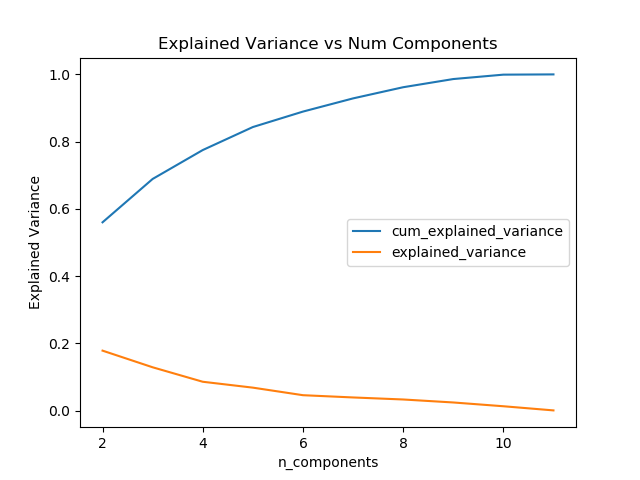 Explained Variance vs Num Components
1.0
0.8
0.6
0.4
0.2
0.0
Explained Variance
cum_explained_variance
explained_variance
2 4 6 8 10
n_components